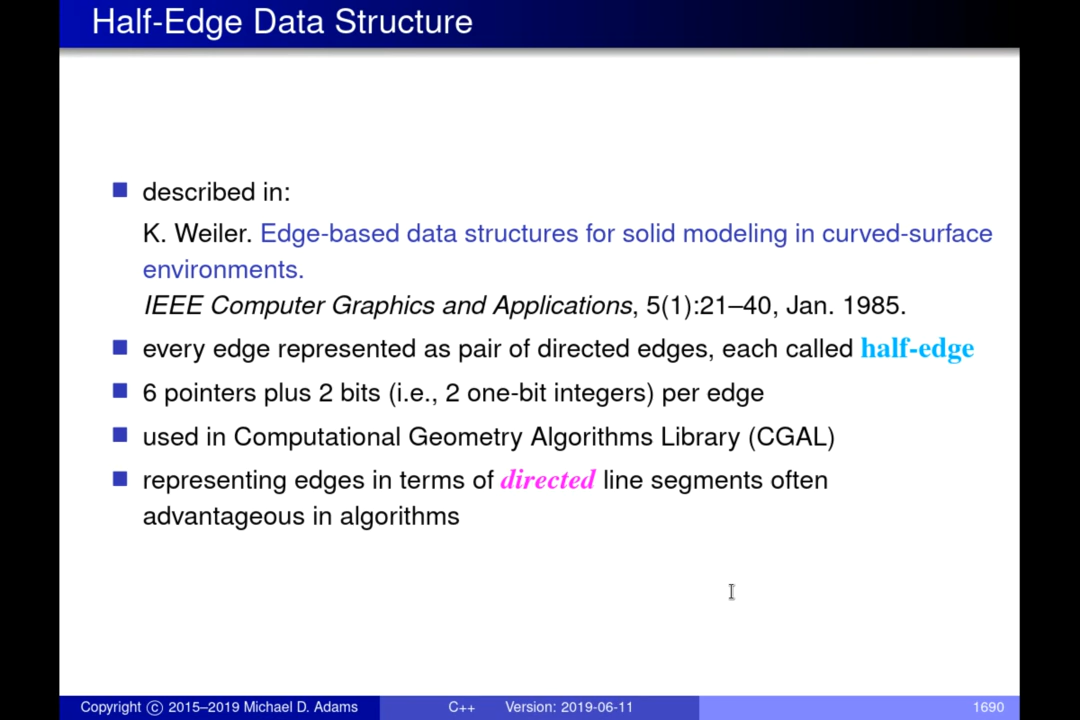 Half-Edge Data Structure
described in:
K. Weiler. Edge-based data structures for solid modeling in curved-surface
environments.
IEEE Computer Graphics and Applications, 5(1):21–40, Jan. 1985.
every edge represented as pair of directed edges, each called half-edge
6 pointers plus 2 bits (i.e., 2 one-bit integers) per edge
used in Computational Geometry Algorithms Library (CGAL)
representing edges in terms of directed line segments often
advantageous in algorithms
Copyright © 2015–2019 Michael D. Adams C++ Version: 2019-06-11 1690